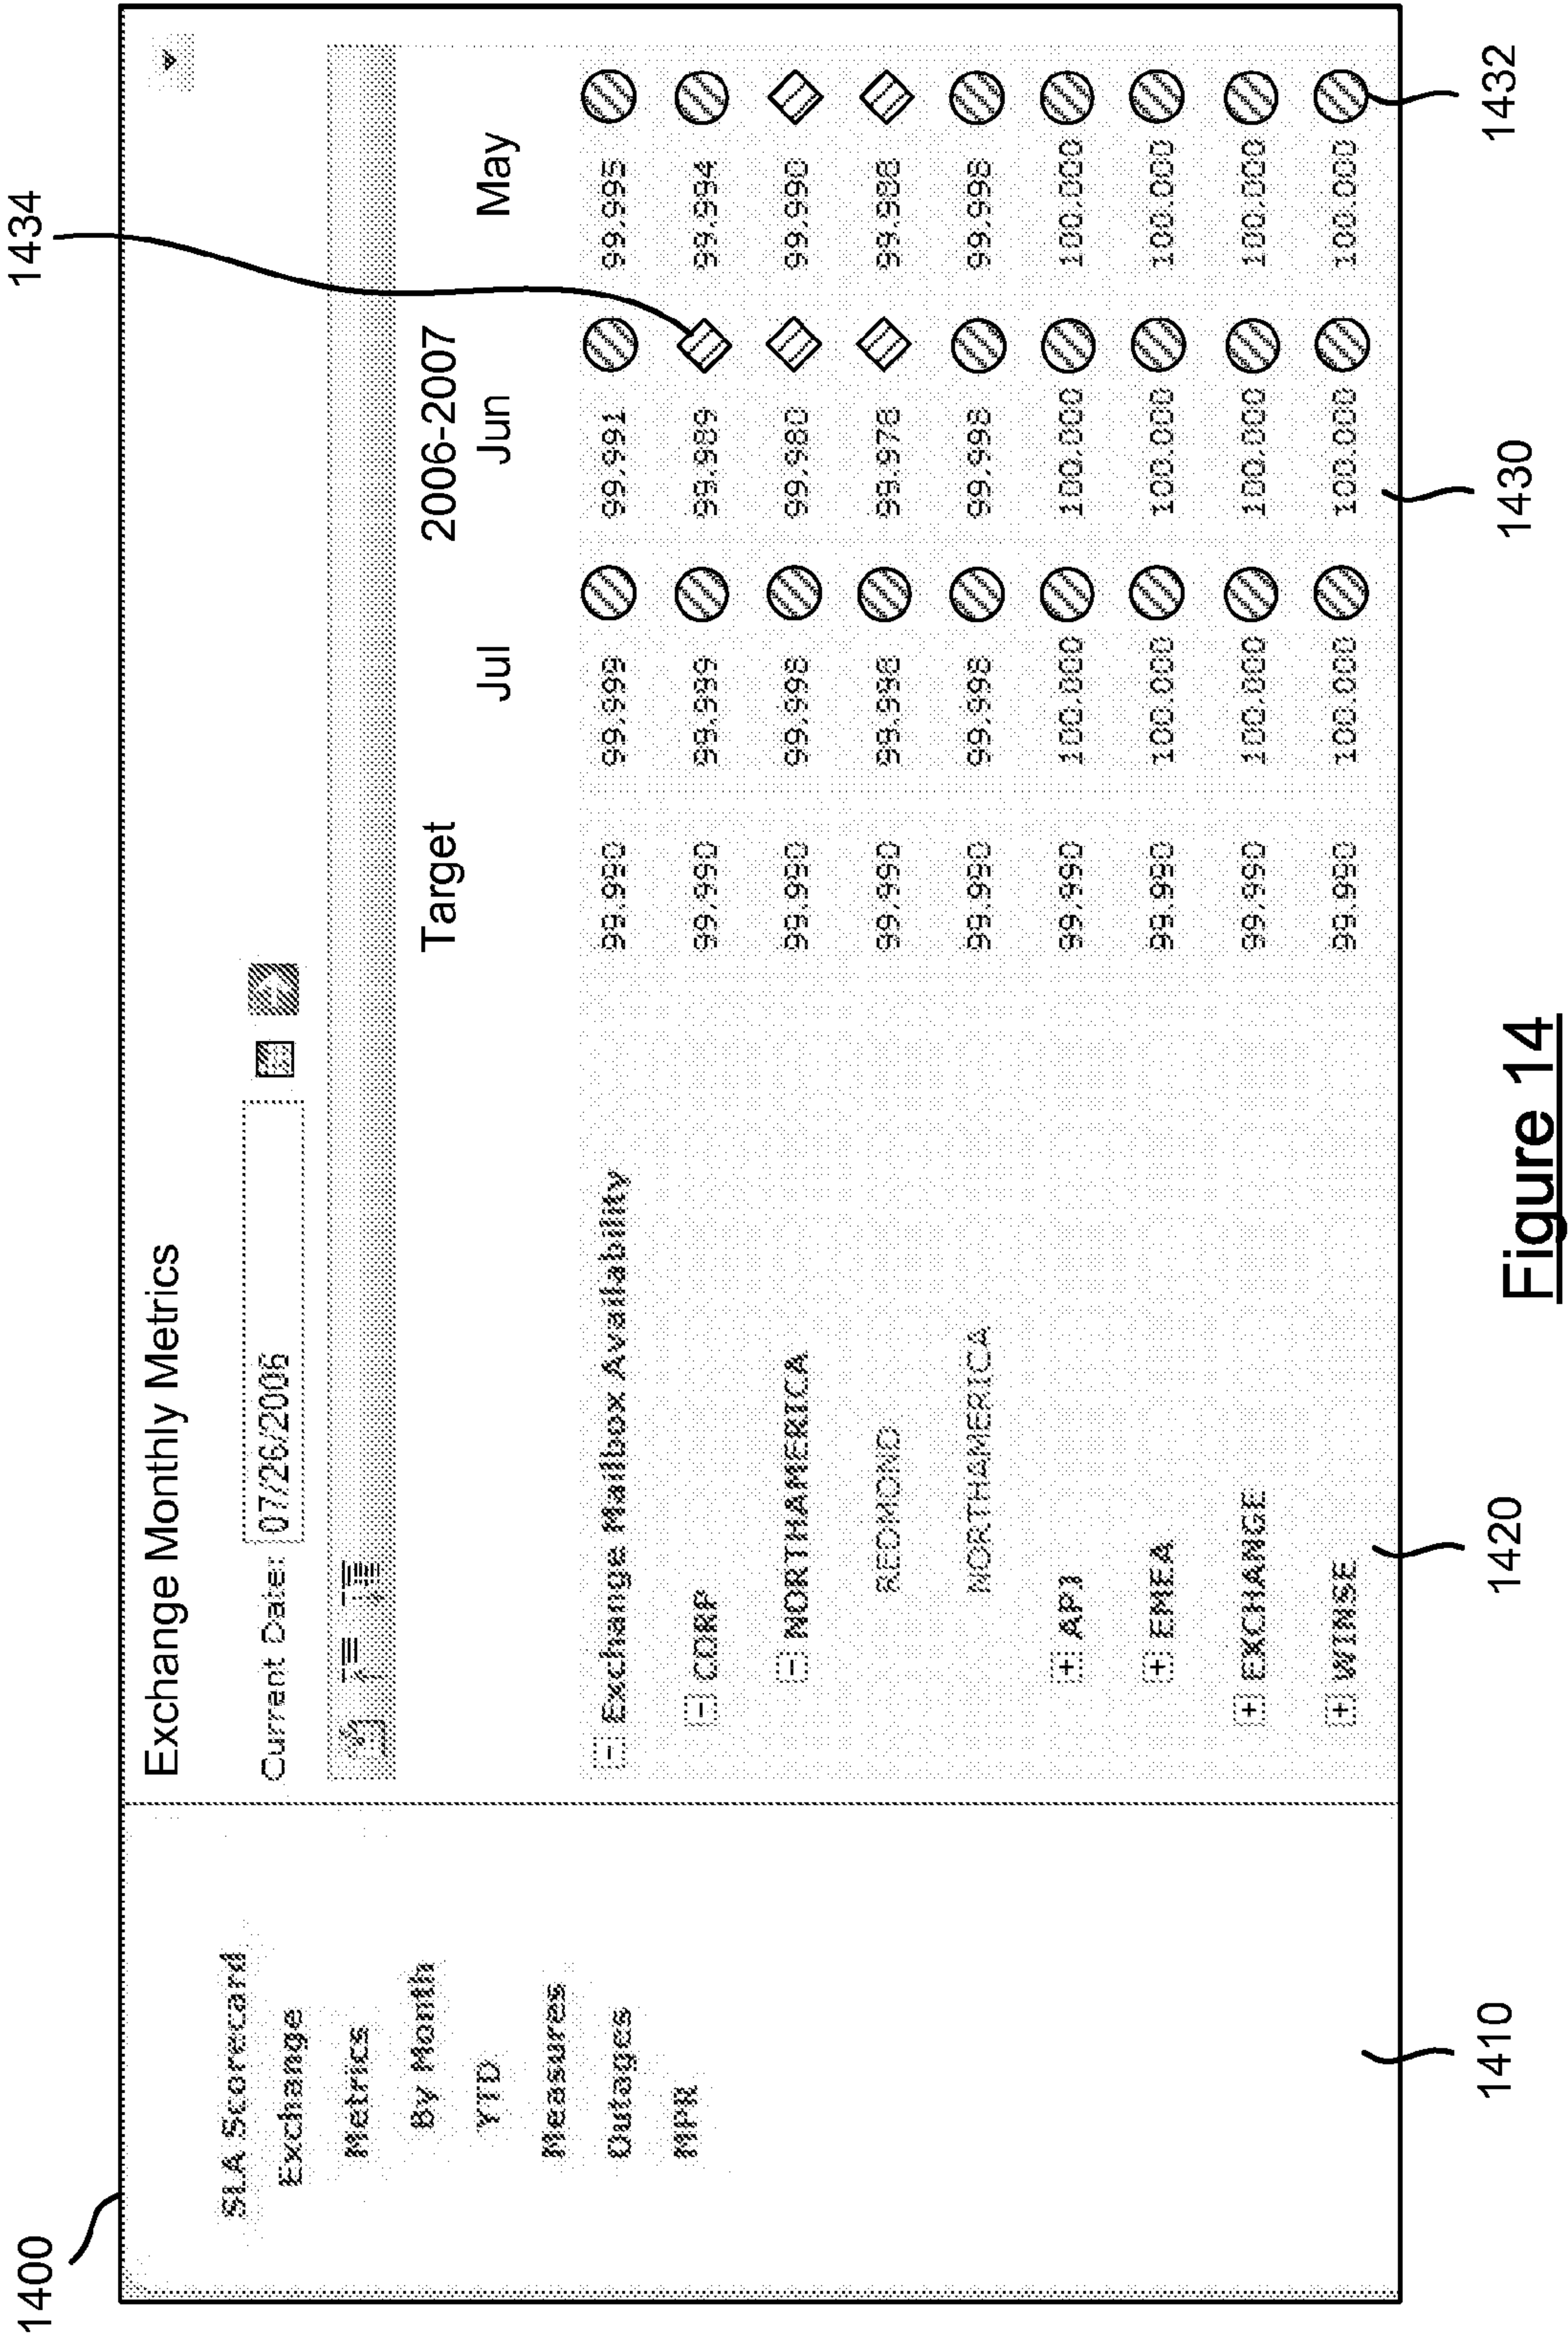 1400
1434
SLA Scorecard
Exchange
Metrics
By Month
YTD
Measures
Outages
MPR
Exchange Monthly Metrics
Current Date: 07/26/2006
Target 2006-2007
Jul Jun May
- Exchange Mailbox Availability 99.990 99.999 99.991 99.995
- CORP 99.990 99.999 99.989 99.994
- NORTHAMERICA 99.990 99.998 99.980 99.990
REDMOND 99.990 99.998 99.978 99.988
NORTHAMERICA 99.990 99.998 99.998 99.998
+ APJ 99.990 100.000 100.000 100.000
+ EMEA 99.990 100.000 100.000 100.000
+ EXCHANGE 99.990 100.000 100.000 100.000
+ WINSE 99.990 100.000 100.000 100.000
1410
1420
1430
1432
Figure 14